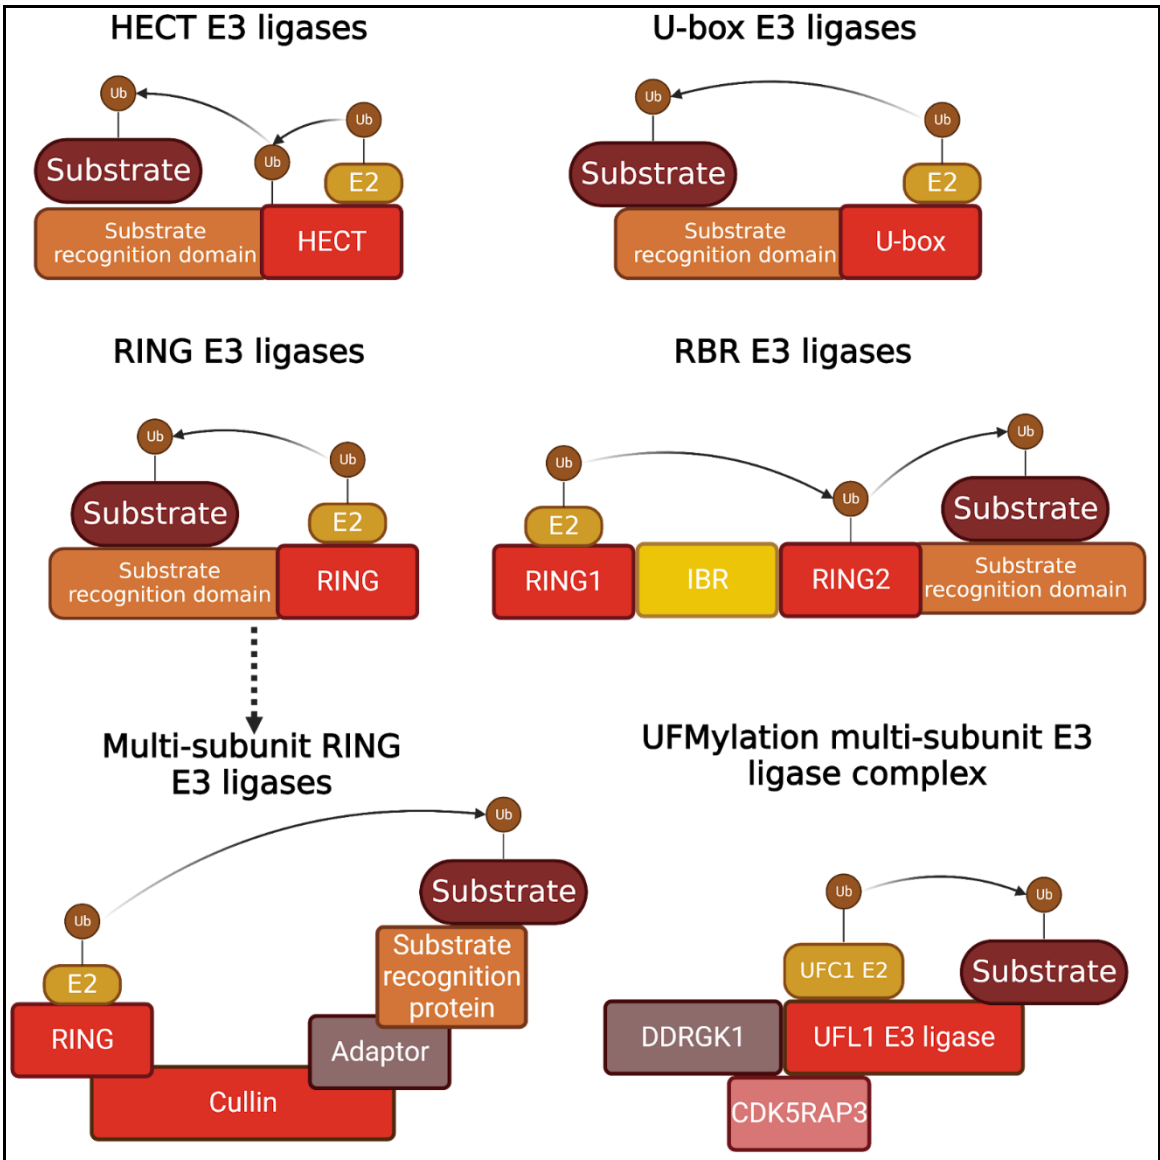 HECT E3 ligases
Ub
Ub
Ub
Substrate
E2
Substrate
recognition domain
HECT
U-box E3 ligases
Ub
Ub
Substrate
E2
Substrate
recognition domain
U-box
RING E3 ligases
Ub
Ub
Substrate
E2
Substrate
recognition domain
RING
RBR E3 ligases
Ub
Ub
Ub
E2
Substrate
RING1
IBR
RING2
Substrate
recognition domain
Multi-subunit RING
E3 ligases
Ub
Ub
Substrate
E2
Substrate
recognition
protein
RING
Adaptor
Cullin
UFMylation multi-subunit E3
ligase complex
Ub
Ub
UFC1 E2
Substrate
DDRGK1
UFL1 E3 ligase
CDK5RAP3